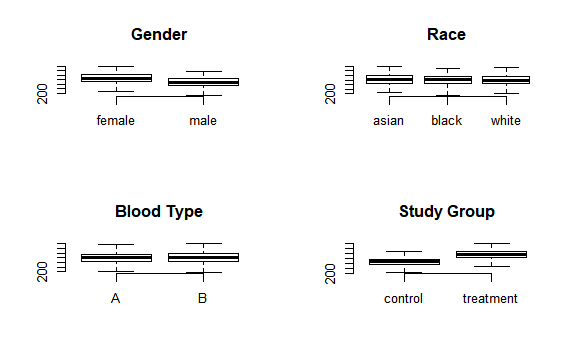 Gender
200
female male
Race
200
asian black white
Blood Type
200
A B
Study Group
200
control treatment